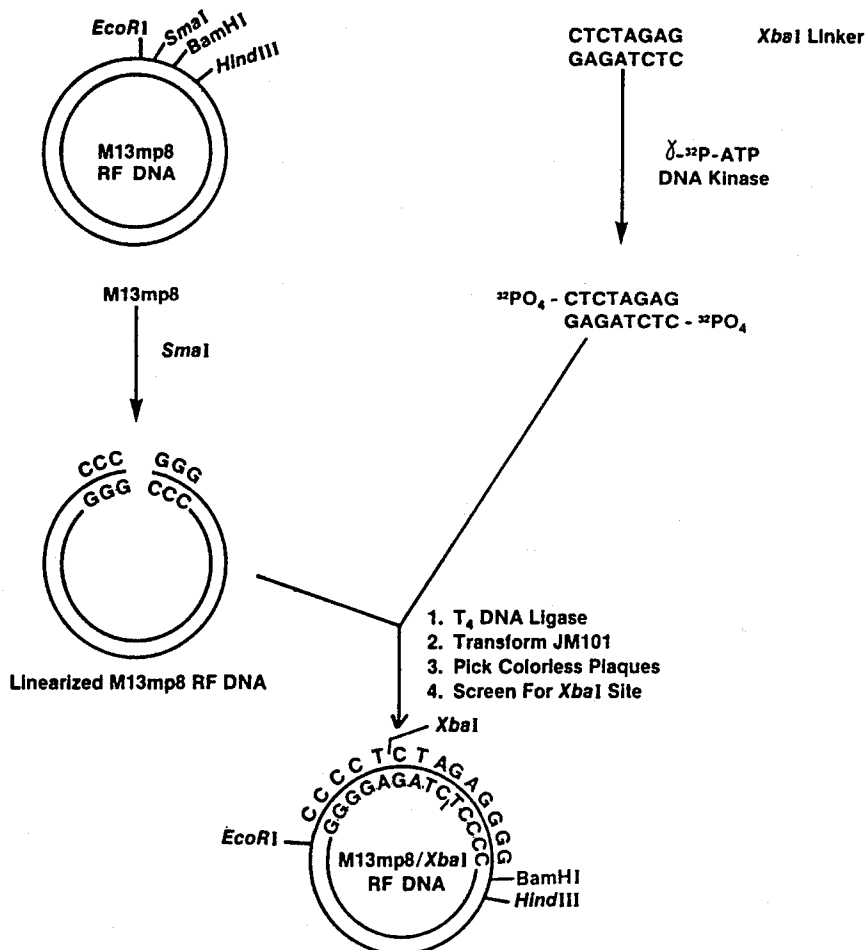 EcoRI
SmaI
BamHI
HindIII
M13mp8
RF DNA
CTCTAGAG
GAGATCTC
XbaI Linker
γ-³²P-ATP
DNA Kinase
M13mp8
SmaI
³²PO₄ - CTCTAGAG
GAGATCTC - ³²PO₄
CCC GGG
GGG CCC
Linearized M13mp8 RF DNA
1. T₄ DNA Ligase
2. Transform JM101
3. Pick Colorless Plaques
4. Screen For XbaI Site
XbaI
CCCCTCTAGAGGGG
GGGGAGATCTCCCC
EcoRI
M13mp8/XbaI
RF DNA
BamHI
HindIII